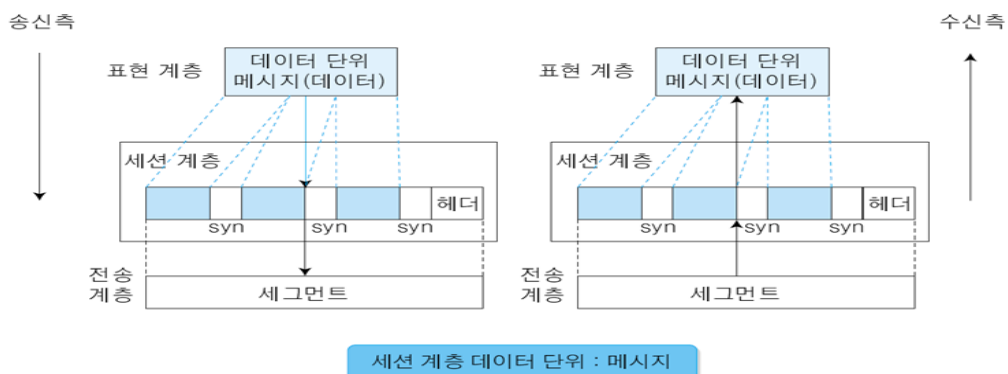 송신측
수신측
표현 계층
데이터 단위
메시지(데이터)
세션 계층
헤더
syn
syn
syn
전송
계층
세그먼트
표현 계층
데이터 단위
메시지(데이터)
세션 계층
헤더
syn
syn
syn
전송
계층
세그먼트
세션 계층 데이터 단위 : 메시지